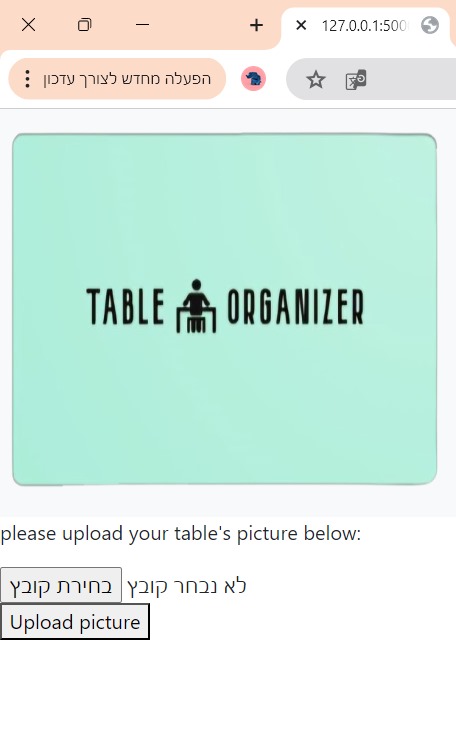 127.0.0.1:500
הפעלה מחדש לצורך עדכון
TABLE ORGANIZER
please upload your table's picture below:
בחירת קובץ לא נבחר קובץ
Upload picture